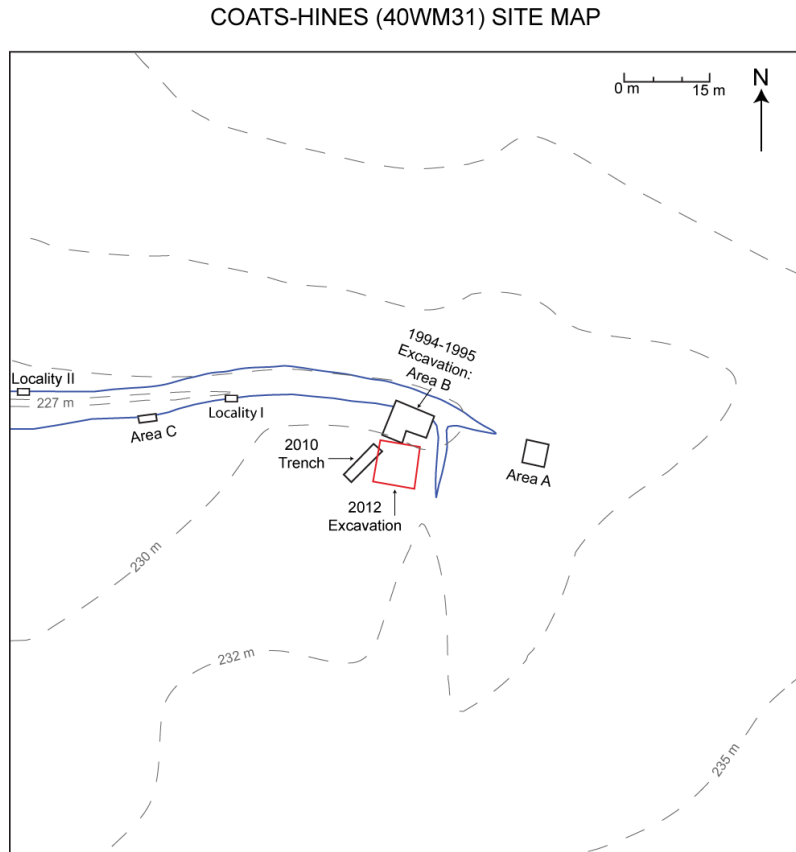 COATS-HINES (40WM31) SITE MAP
0 m
15 m
N
1994-1995
Excavation:
Area B
Locality II
227 m
Locality I
Area C
2010
Trench
Area A
2012
Excavation
230 m
232 m
235 m